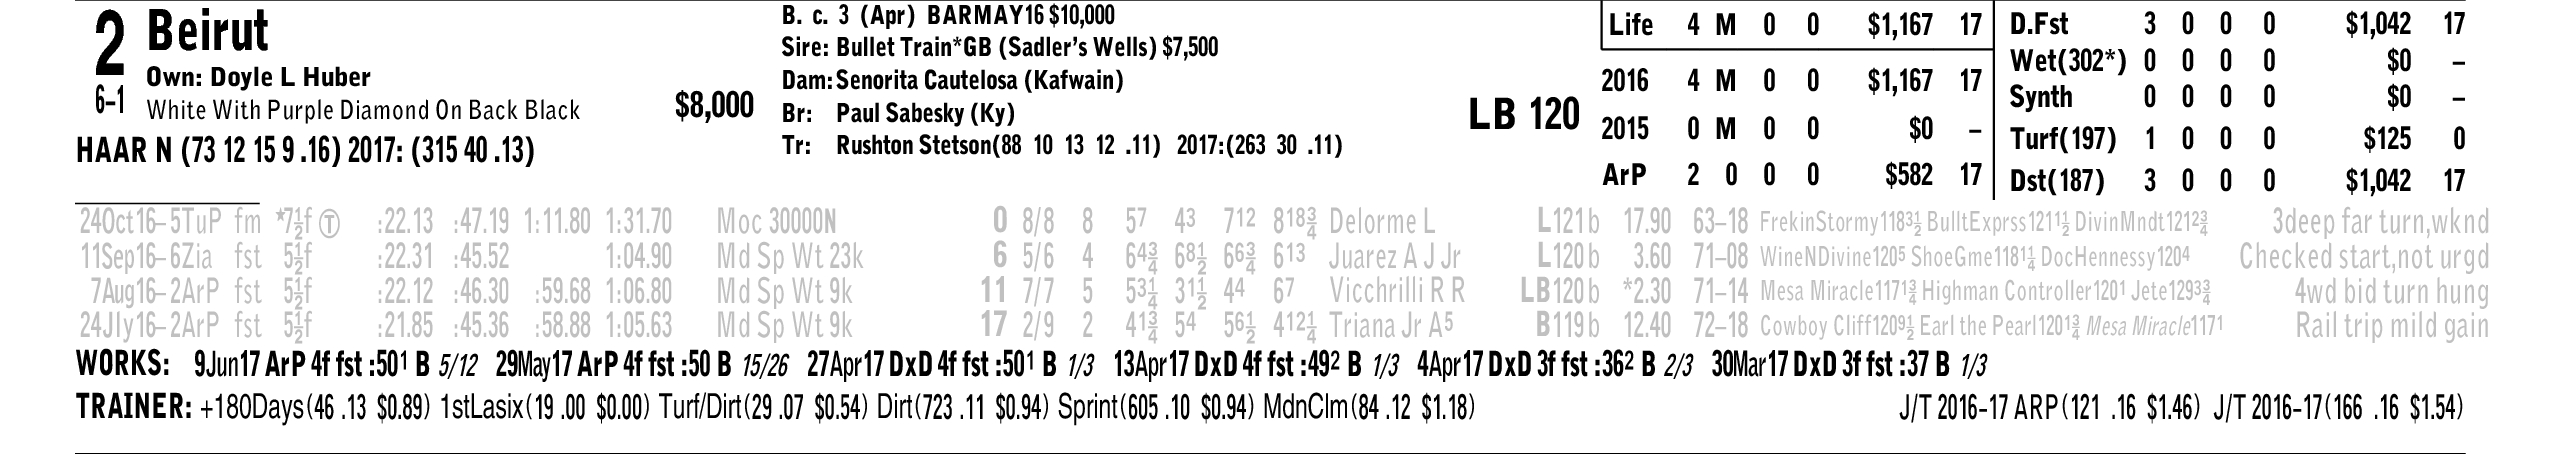 2 Beirut
6-1
Own: Doyle L Huber
White With Purple Diamond On Back Black
$8,000
HAAR N (73 12 15 9 .16) 2017: (315 40 .13)
B. c. 3 (Apr) BARMAY16 $10,000
Sire: Bullet Train*GB (Sadler's Wells) $7,500
Dam: Senorita Cautelosa (Kafwain)
Br: Paul Sabesky (Ky)
Tr: Rushton Stetson(88 10 13 12 .11) 2017:(263 30 .11)
LB 120
Life 4 M 0 0 $1,167 17
2016 4 M 0 0 $1,167 17
2015 0 M 0 0 $0 –
ArP 2 0 0 0 $582 17
D.Fst 3 0 0 0 $1,042 17
Wet(302*) 0 0 0 0 $0 –
Synth 0 0 0 0 $0 –
Turf(197) 1 0 0 0 $125 0
Dst(187) 3 0 0 0 $1,042 17
24Oct16–5TuP fm *7½f Ⓣ :22.13 :47.19 1:11.80 1:31.70 Moc 30000N 0 8/8 8 5⁷ 4³ 7¹² 8¹⁸¾ Delorme L L121b 17.90 63–18 FrekinStormy118³½ BulltExprss121¹½ DivinMndt121²¾ 3deep far turn,wknd
11Sep16–6Zia fst 5½f :22.31 :45.52 1:04.90 Md Sp Wt 23k 6 5/6 4 6⁴¾ 6⁸½ 6⁶¾ 6¹³ Juarez A J Jr L120b 3.60 71–08 WineNDivine120⁵ ShoeGme118¹¼ DocHennessy120⁴ Checked start,not urgd
7Aug16–2ArP fst 5½f :22.12 :46.30 :59.68 1:06.80 Md Sp Wt 9k 11 7/7 5 5³¼ 3¹½ 4⁴ 6⁷ Vicchrilli R R LB120b *2.30 71–14 Mesa Miracle117¹¾ Highman Controller120¹ Jete129³¾ 4wd bid turn hung
24Jly16–2ArP fst 5½f :21.85 :45.36 :58.88 1:05.63 Md Sp Wt 9k 17 2/9 2 4¹¾ 5⁴ 5⁶½ 4¹²¼ Triana Jr A⁵ B119b 12.40 72–18 Cowboy Cliff120⁹½ Earl the Pearl120¹¾ Mesa Miracle117¹ Rail trip mild gain
WORKS: 9Jun17 ArP 4f fst :50¹ B 5/12 29May17 ArP 4f fst :50 B 15/26 27Apr17 DxD 4f fst :50¹ B 1/3 13Apr17 DxD 4f fst :49² B 1/3 4Apr17 DxD 3f fst :36² B 2/3 30Mar17 DxD 3f fst :37 B 1/3
TRAINER: +180Days(46 .13 $0.89) 1stLasix(19 .00 $0.00) Turf/Dirt(29 .07 $0.54) Dirt(723 .11 $0.94) Sprint(605 .10 $0.94) MdnClm(84 .12 $1.18) J/T 2016-17 ARP(121 .16 $1.46) J/T 2016-17(166 .16 $1.54)